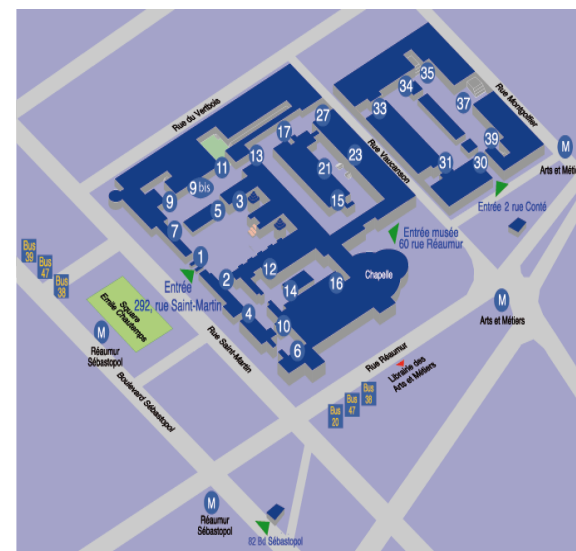 Rue du Vertbois
Rue Montgolfier
Rue Vaucanson
35
34
37
33
27
17
39
13
23
11
21
31
30
M
Arts et Métiers
9 bis
9
3
5
15
Entrée 2 rue Conté
7
Entrée musée
60 rue Réaumur
1
Bus
39
Bus
47
Bus
38
Entrée
292, rue Saint-Martin
2
12
16
Chapelle
14
Square
Emile Chautemps
4
10
6
M
Arts et Métiers
M
Réaumur
Sébastopol
Rue Saint-Martin
Rue Réaumur
Librairie des
Arts et Métiers
Boulevard Sébastopol
Bus
38
Bus
47
Bus
20
M
Réaumur
Sébastopol
82 Bd Sébastopol